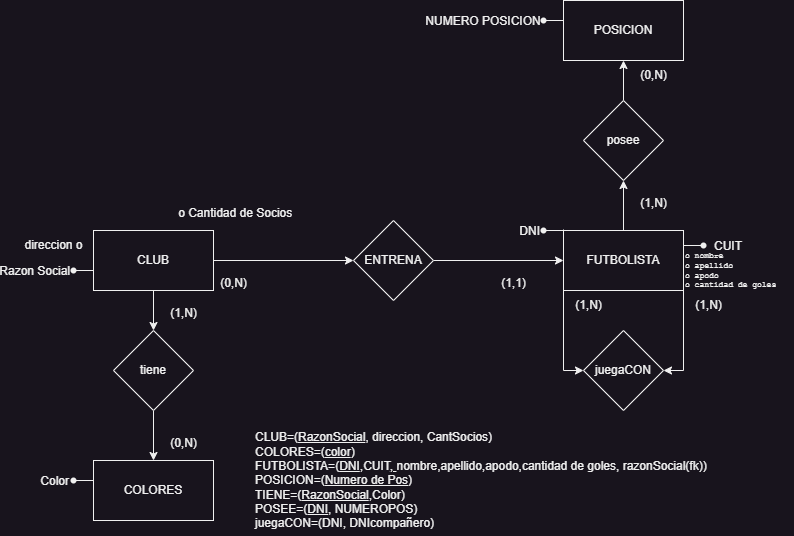 NUMERO POSICION
POSICION
(0,N)
posee
(1,N)
o Cantidad de Socios
direccion o
Razon Social
CLUB
(0,N)
ENTRENA
(1,1)
DNI
FUTBOLISTA
CUIT
o nombre
o apellido
o apodo
o cantidad de goles
(1,N)
(1,N)
(1,N)
tiene
juegaCON
(0,N)
Color
COLORES
CLUB=(RazonSocial, direccion, CantSocios)
COLORES=(color)
FUTBOLISTA=(DNI,CUIT, nombre,apellido,apodo,cantidad de goles, razonSocial(fk))
POSICION=(Numero de Pos)
TIENE=(RazonSocial,Color)
POSEE=(DNI, NUMEROPOS)
juegaCON=(DNI, DNIcompañero)